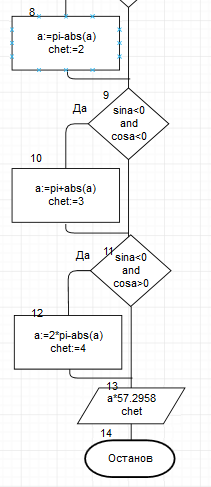 8
a:=pi-abs(a)
chet:=2
9
Да
sina<0
and
cosa<0
10
a:=pi+abs(a)
chet:=3
Да
11
sina<0
and
cosa>0
12
a:=2*pi-abs(a)
chet:=4
13
a*57.2958
chet
14
Останов